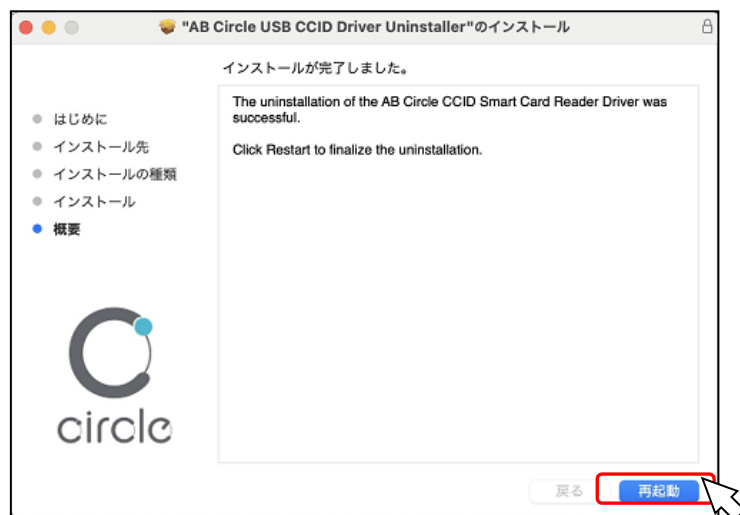 "AB Circle USB CCID Driver Uninstaller"のインストール
インストールが完了しました。
はじめに
インストール先
インストールの種類
インストール
概要
The uninstallation of the AB Circle CCID Smart Card Reader Driver was
successful.
Click Restart to finalize the uninstallation.
circle
戻る
再起動